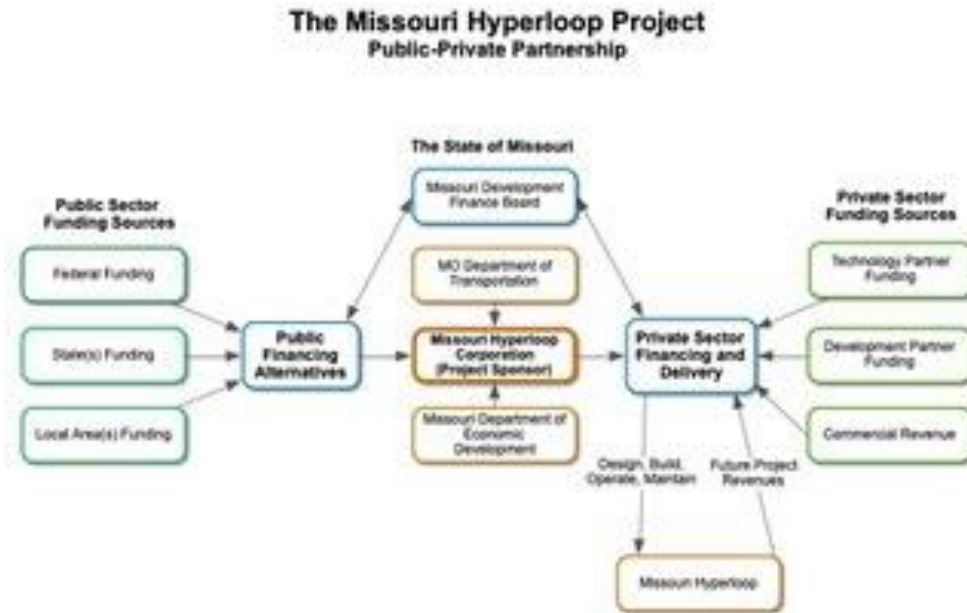 The Missouri Hyperloop Project
Public-Private Partnership
The State of Missouri
Missouri Development
Finance Board
Public Sector
Funding Sources
Federal Funding
State(s) Funding
Local Area(s) Funding
Public
Financing
Alternatives
MO Department of
Transportation
Missouri Hyperloop
Corporation
(Project Sponsor)
Missouri Department of
Economic
Development
Private Sector
Financing and
Delivery
Private Sector
Funding Sources
Technology Partner
Funding
Development Partner
Funding
Commercial Revenue
Design, Build,
Operate, Maintain
Future Project
Revenues
Missouri Hyperloop